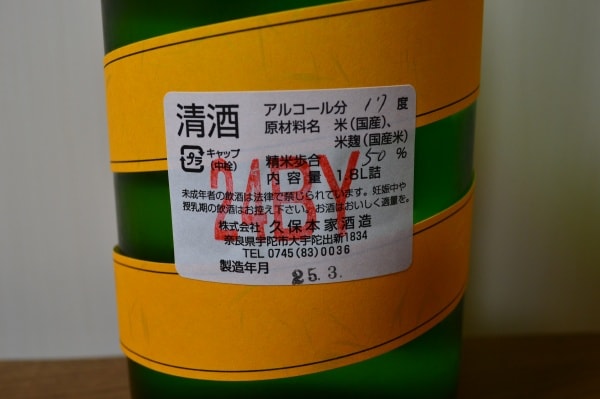 清酒
アルコール分 17 度
原材料名 米(国産)、
米麹(国産米)
プラ キャップ
(中栓)
精米歩合 50 %
内容量 1.8L詰
24BY
未成年者の飲酒は法律で禁じられています。妊娠中や
授乳期の飲酒はお控え下さい。お酒はおいしく適量を。
株式会社 久保本家酒造
奈良県宇陀市大宇陀出新1834
TEL 0745(83)0036
製造年月 25.3.